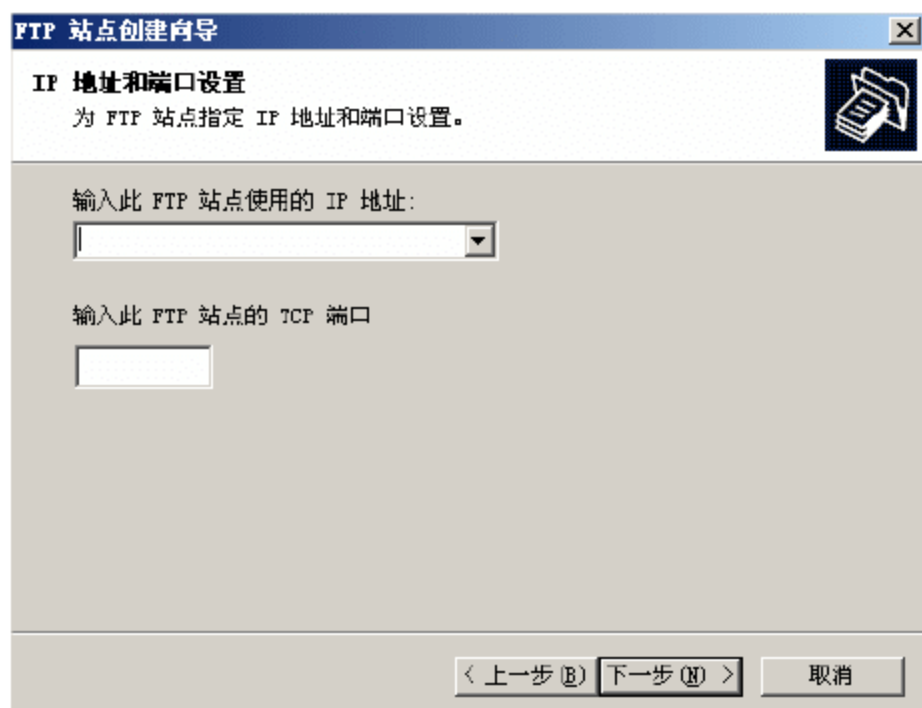 FTP 站点创建向导
IP 地址和端口设置
为 FTP 站点指定 IP 地址和端口设置。
输入此 FTP 站点使用的 IP 地址:
输入此 FTP 站点的 TCP 端口
< 上一步(B) 下一步(N) > 取消